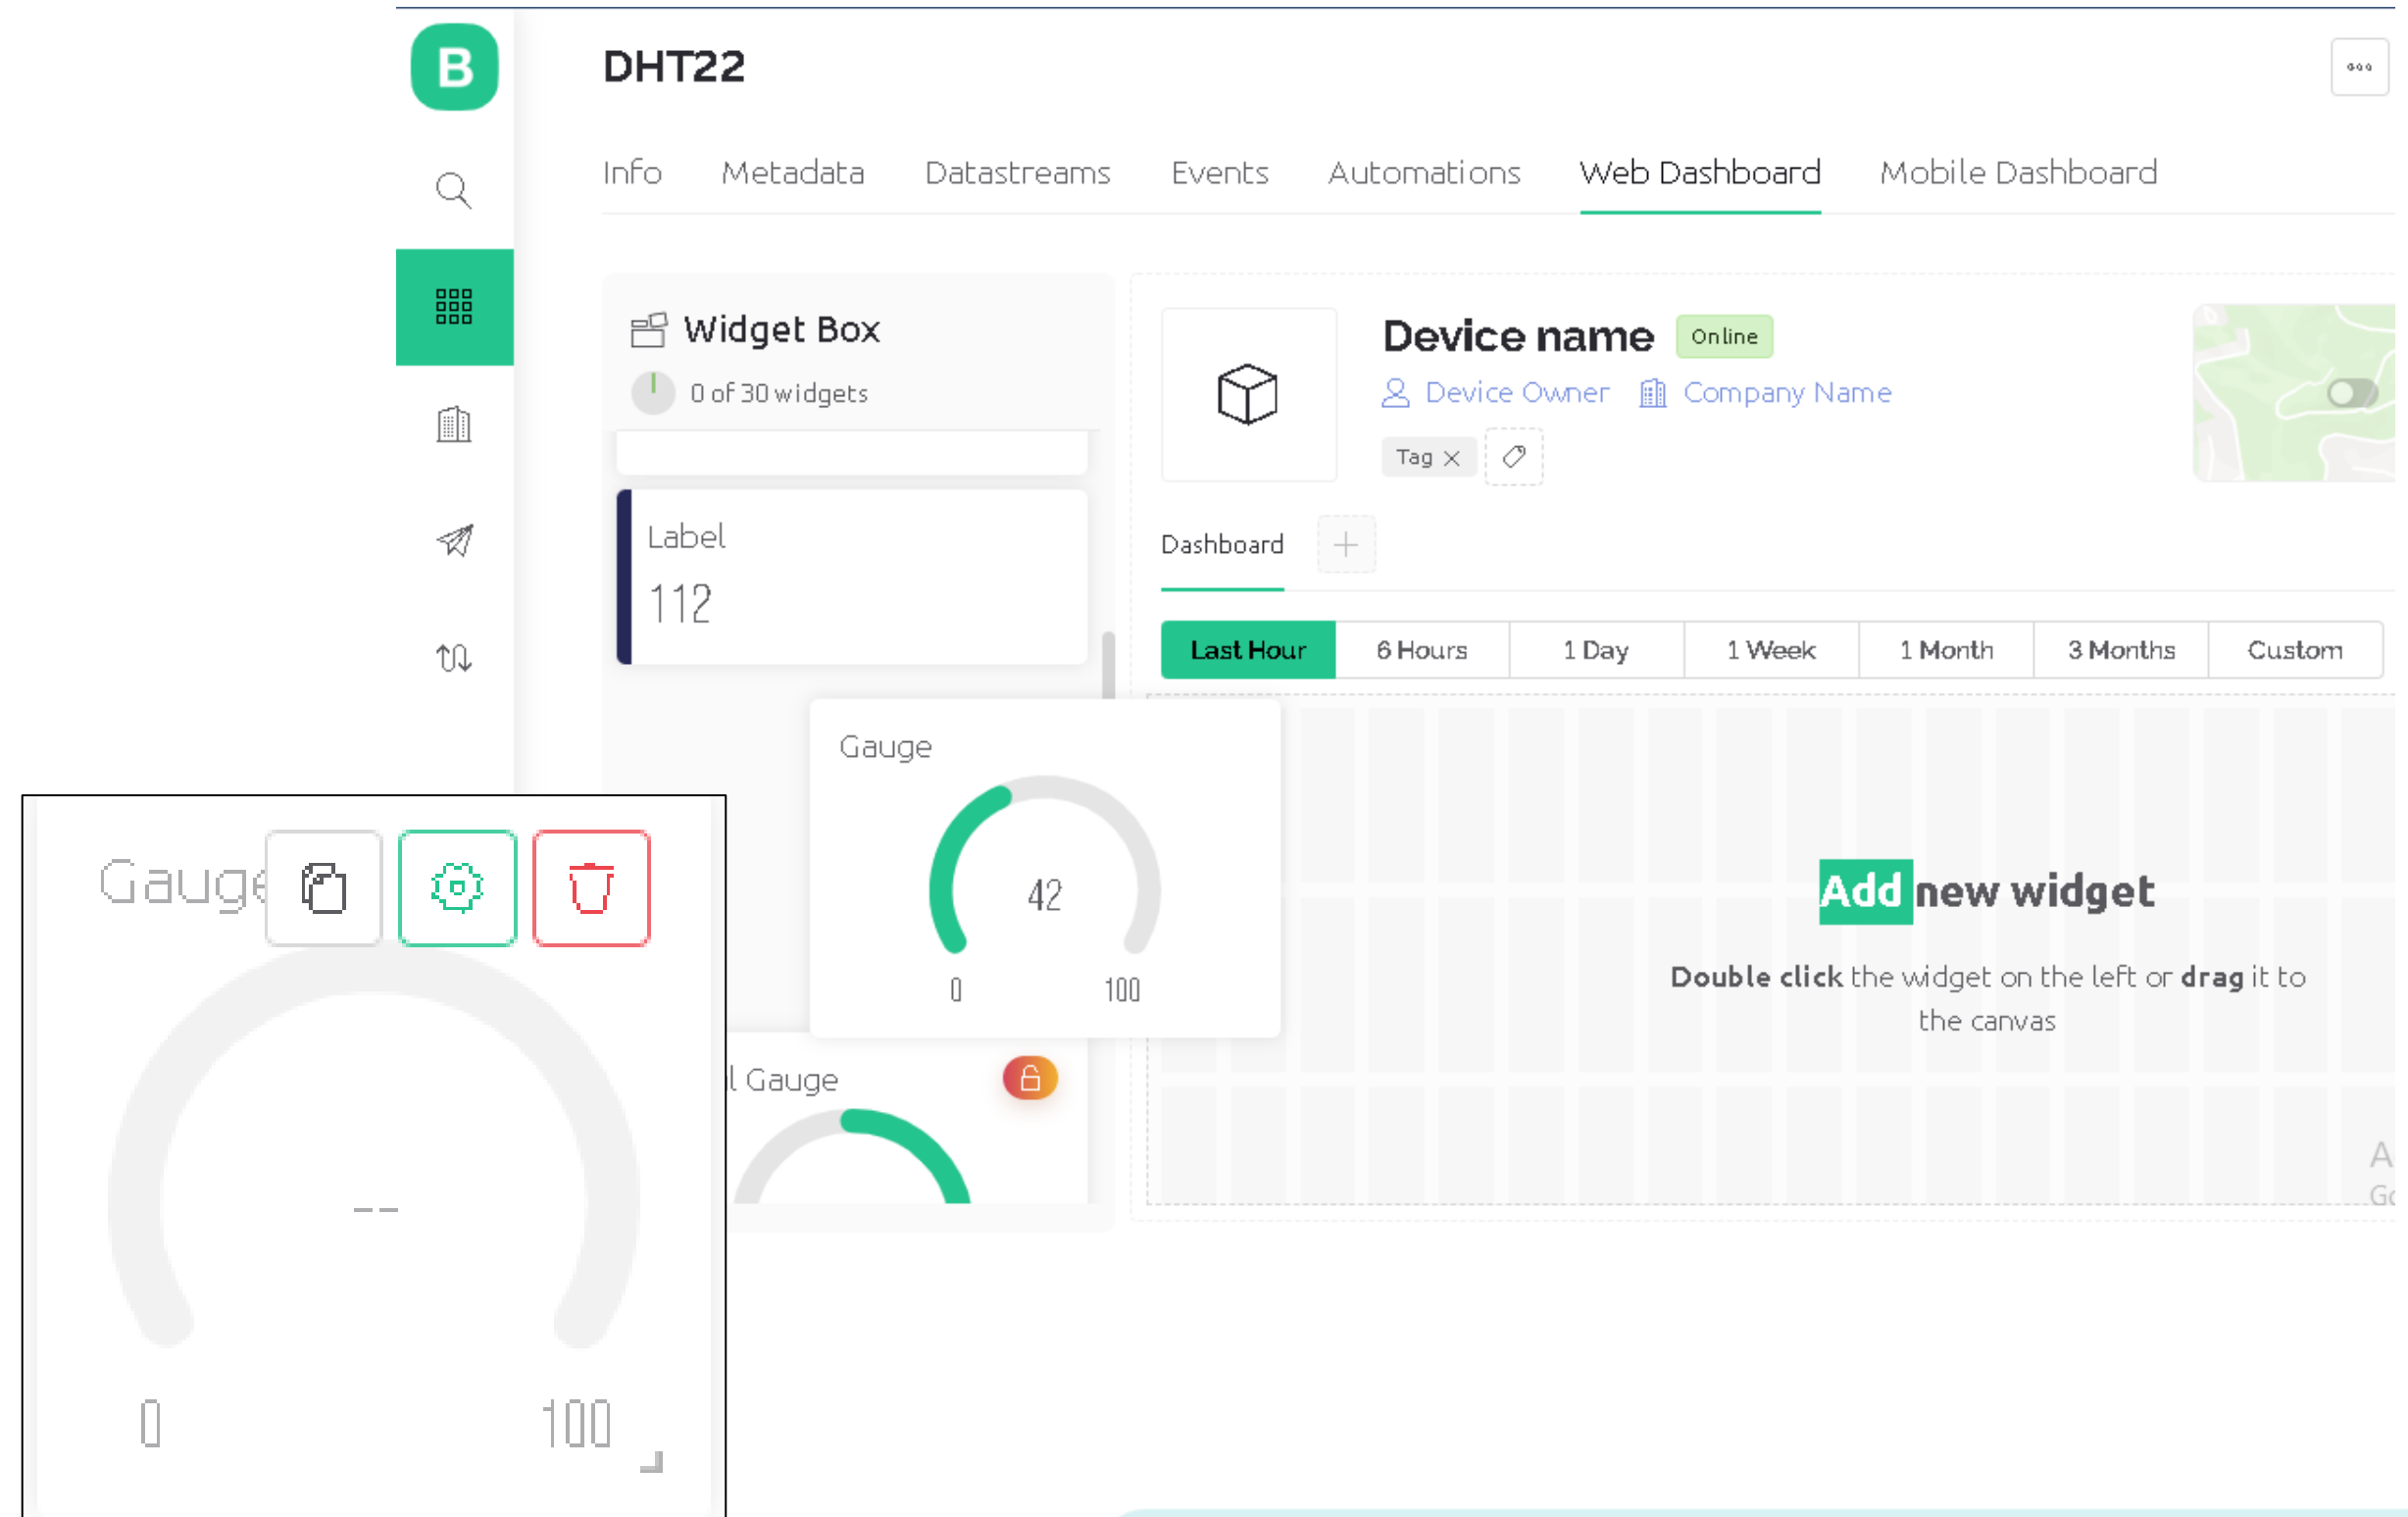 B
DHT22
Info Metadata Datastreams Events Automations Web Dashboard Mobile Dashboard
Widget Box
0 of 30 widgets
Label
112
Gauge
42
0 100
l Gauge
Device name Online
Device Owner Company Name
Tag
Dashboard
Last Hour 6 Hours 1 Day 1 Week 1 Month 3 Months Custom
Add new widget
Double click the widget on the left or drag it to
the canvas
A
Go
Gauge
--
0 100